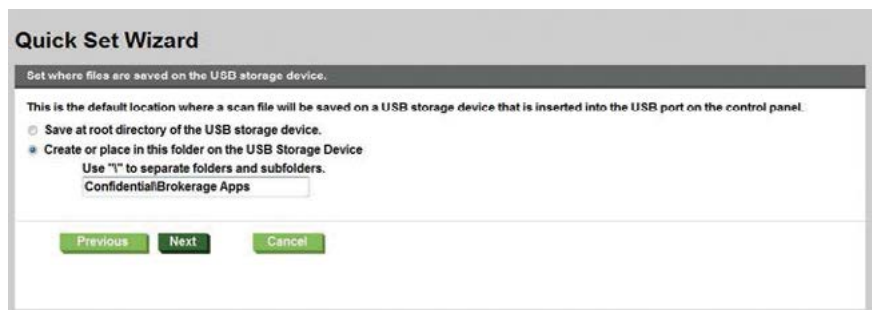 Quick Set Wizard
Set where files are saved on the USB storage device.
This is the default location where a scan file will be saved on a USB storage device that is inserted into the USB port on the control panel.
Save at root directory of the USB storage device.
Create or place in this folder on the USB Storage Device
Use "\" to separate folders and subfolders.
Confidential\Brokerage Apps
Previous Next Cancel